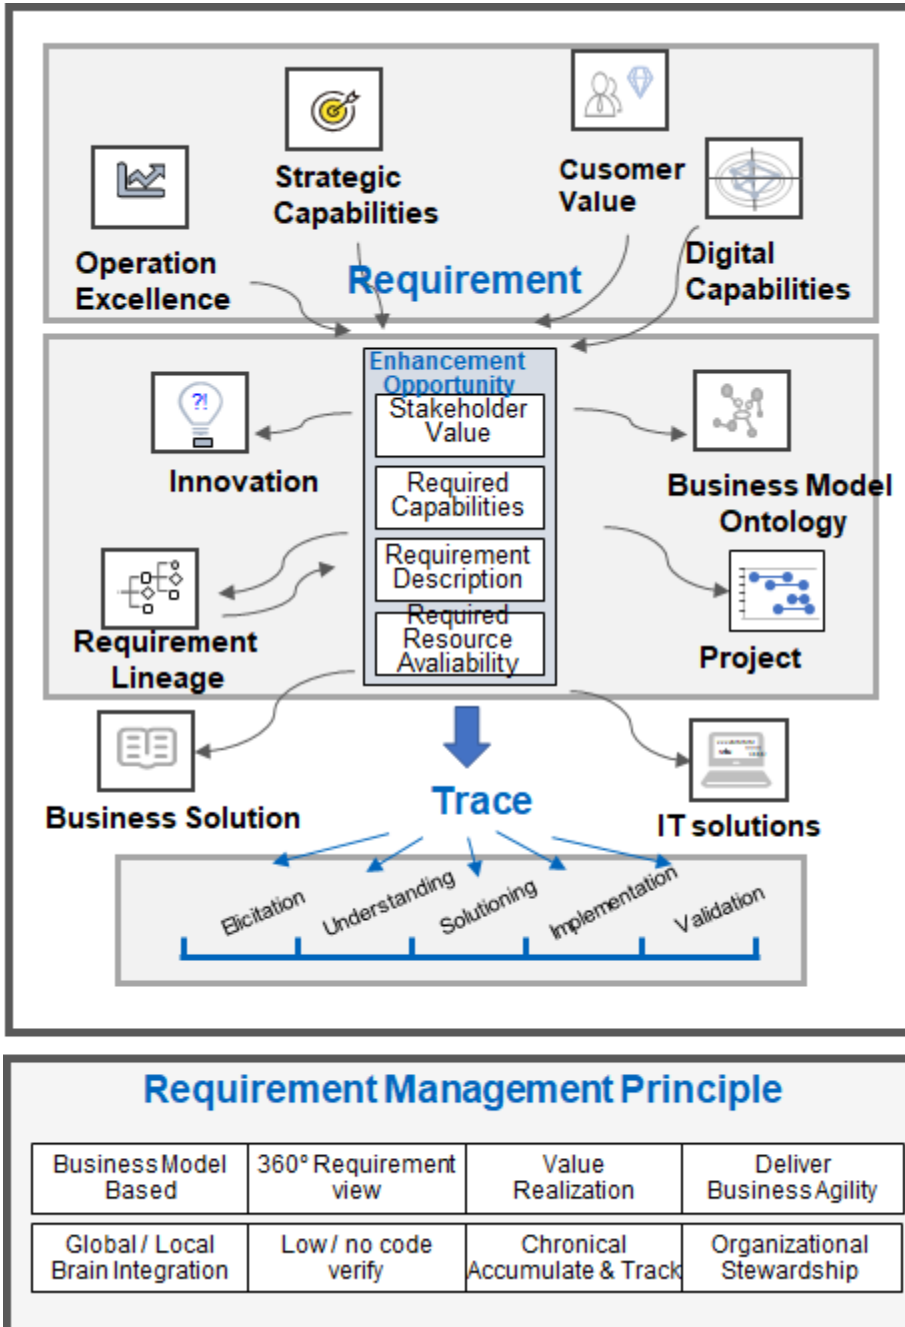 Strategic
Capabilities
Cusomer
Value
Operation
Excellence
Digital
Capabilities
Requirement
Enhancement
Opportunity
Stakeholder
Value
Required
Capabilities
Requirement
Description
Required
Resource
Avaliability
?!
Innovation
Business Model
Ontology
Requirement
Lineage
Project
Business Solution
IT solutions
Trace
Elicitation
Understanding
Solutioning
Implementation
Validation
Requirement Management Principle
Business Model
Based
360° Requirement
view
Value
Realization
Deliver
Business Agility
Global / Local
Brain Integration
Low / no code
verify
Chronical
Accumulate & Track
Organizational
Stewardship